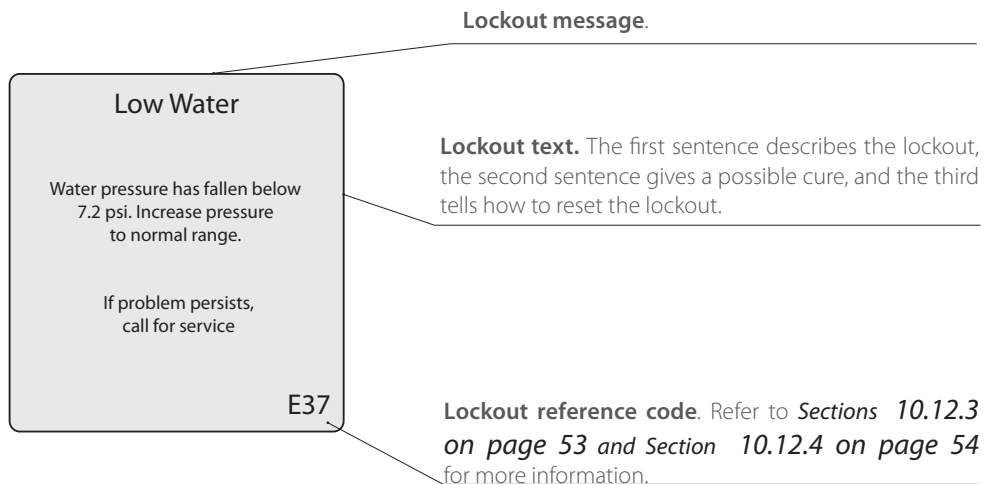 Lockout message.
Low Water
Water pressure has fallen below
7.2 psi. Increase pressure
to normal range.
If problem persists,
call for service
E37
Lockout text. The first sentence describes the lockout,
the second sentence gives a possible cure, and the third
tells how to reset the lockout.
Lockout reference code. Refer to Sections 10.12.3
on page 53 and Section 10.12.4 on page 54
for more information.